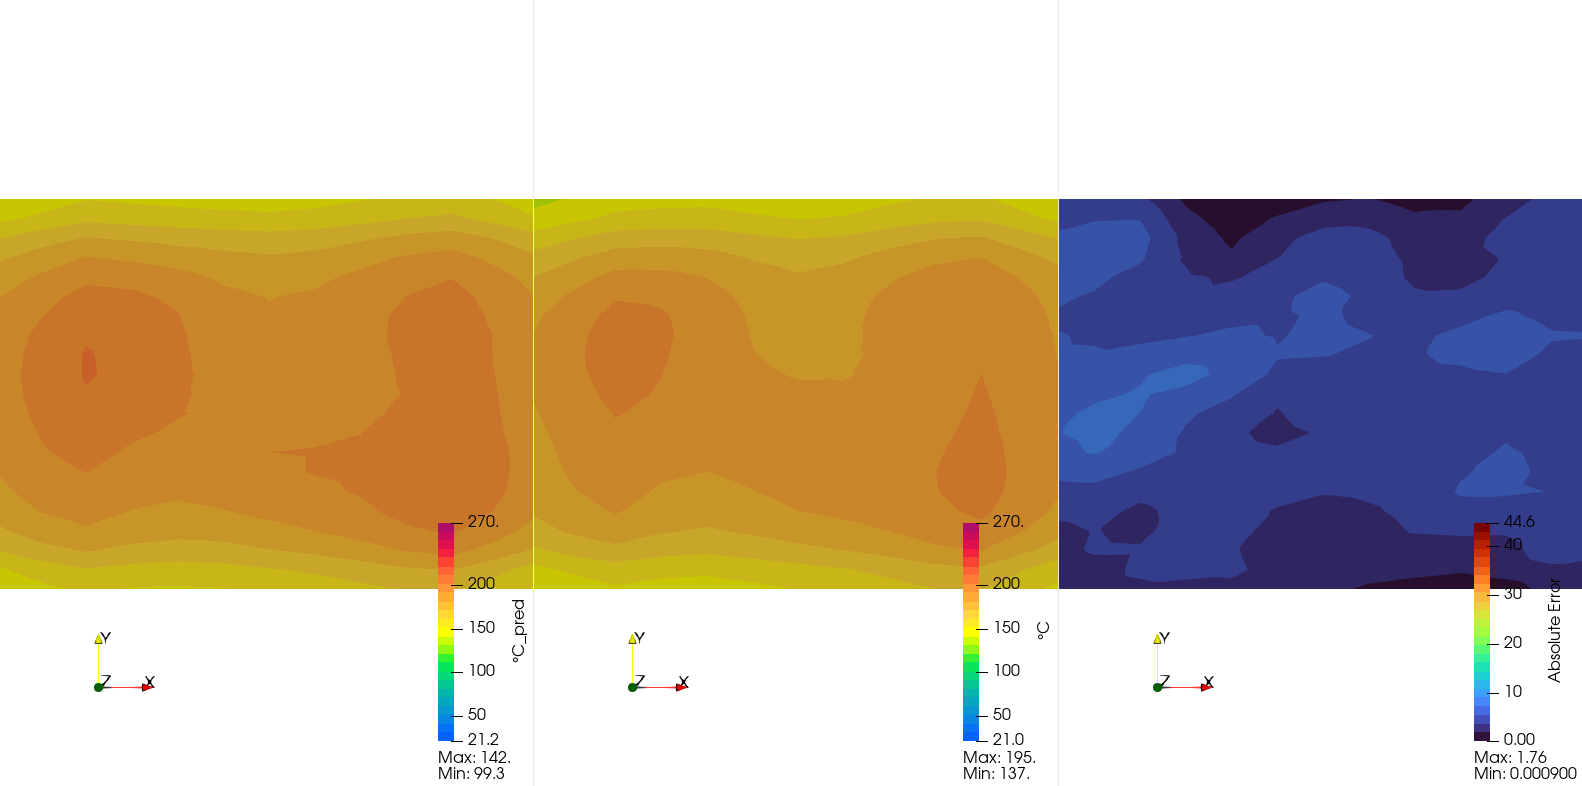 270.
200
150
100
50
21.2
°C_pred
Max: 142.
Min: 99.3
Y
Z
X
270.
200
150
100
50
21.0
°C
Max: 195.
Min: 137.
Y
Z
X
44.6
40
30
20
10
0.00
Absolute Error
Max: 1.76
Min: 0.000900
Y
Z
X